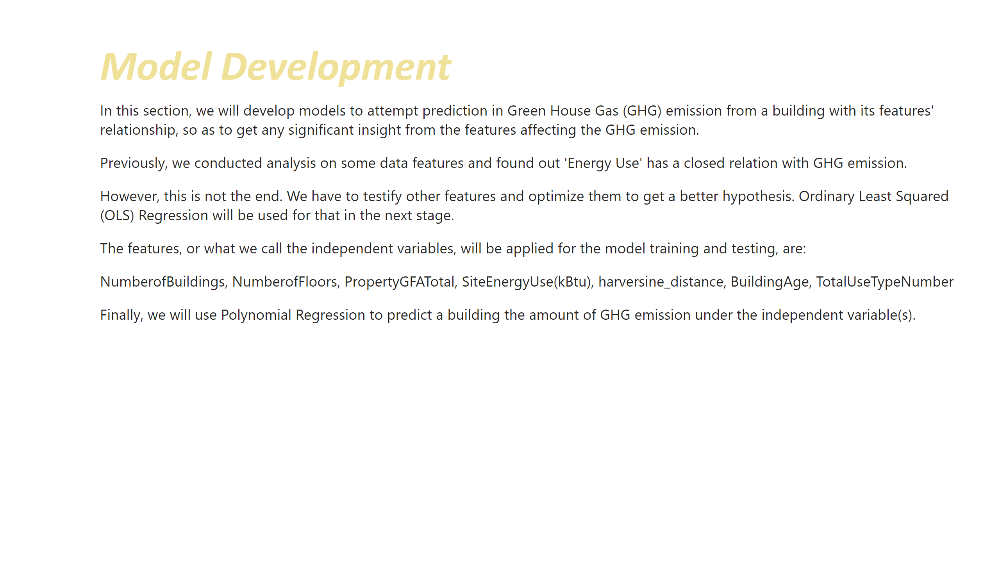 Model Development
In this section, we will develop models to attempt prediction in Green House Gas (GHG) emission from a building with its features'
relationship, so as to get any significant insight from the features affecting the GHG emission.
Previously, we conducted analysis on some data features and found out 'Energy Use' has a closed relation with GHG emission.
However, this is not the end. We have to testify other features and optimize them to get a better hypothesis. Ordinary Least Squared
(OLS) Regression will be used for that in the next stage.
The features, or what we call the independent variables, will be applied for the model training and testing, are:
NumberofBuildings, NumberofFloors, PropertyGFATotal, SiteEnergyUse(kBtu), harversine_distance, BuildingAge, TotalUseTypeNumber
Finally, we will use Polynomial Regression to predict a building the amount of GHG emission under the independent variable(s).